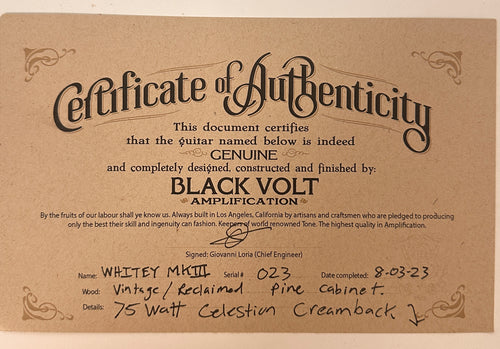 Certificate of Authenticity
This document certifies
that the guitar named below is indeed
GENUINE
and completely designed, constructed and finished by:
BLACK VOLT
AMPLIFICATION
By the fruits of our labour shall ye know us. Always built in Los Angeles, California by artisans and craftsmen who are pledged to producing
only the best their skill and ingenuity can fashion. Keepers of world renowned Tone. The highest quality in Amplification.
Signed: Giovanni Loria (Chief Engineer)
Name: WHITEY MKIII Serial# 023 Date completed: 8-03-23
Wood: Vintage/Reclaimed Pine Cabinet.
Details: 75 Watt Celestion Creamback